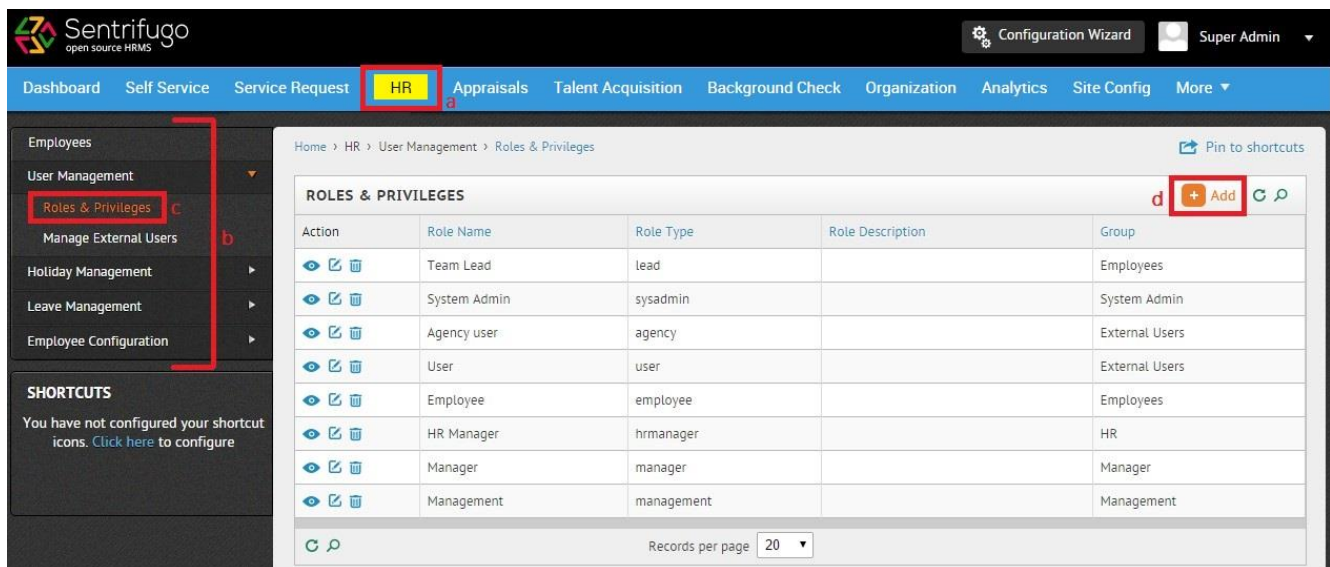 Sentrifugo
open source HRMS
Configuration Wizard
Super Admin
Dashboard Self Service Service Request HR Appraisals Talent Acquisition Background Check Organization Analytics Site Config More
a
Employees
User Management
Roles & Privileges
c
Manage External Users
b
Holiday Management
Leave Management
Employee Configuration
SHORTCUTS
You have not configured your shortcut
icons. Click here to configure
Home › HR › User Management › Roles & Privileges
Pin to shortcuts
ROLES & PRIVILEGES
d
+ Add
Action Role Name Role Type Role Description Group
Team Lead lead Employees
System Admin sysadmin System Admin
Agency user agency External Users
User user External Users
Employee employee Employees
HR Manager hrmanager HR
Manager manager Manager
Management management Management
Records per page 20